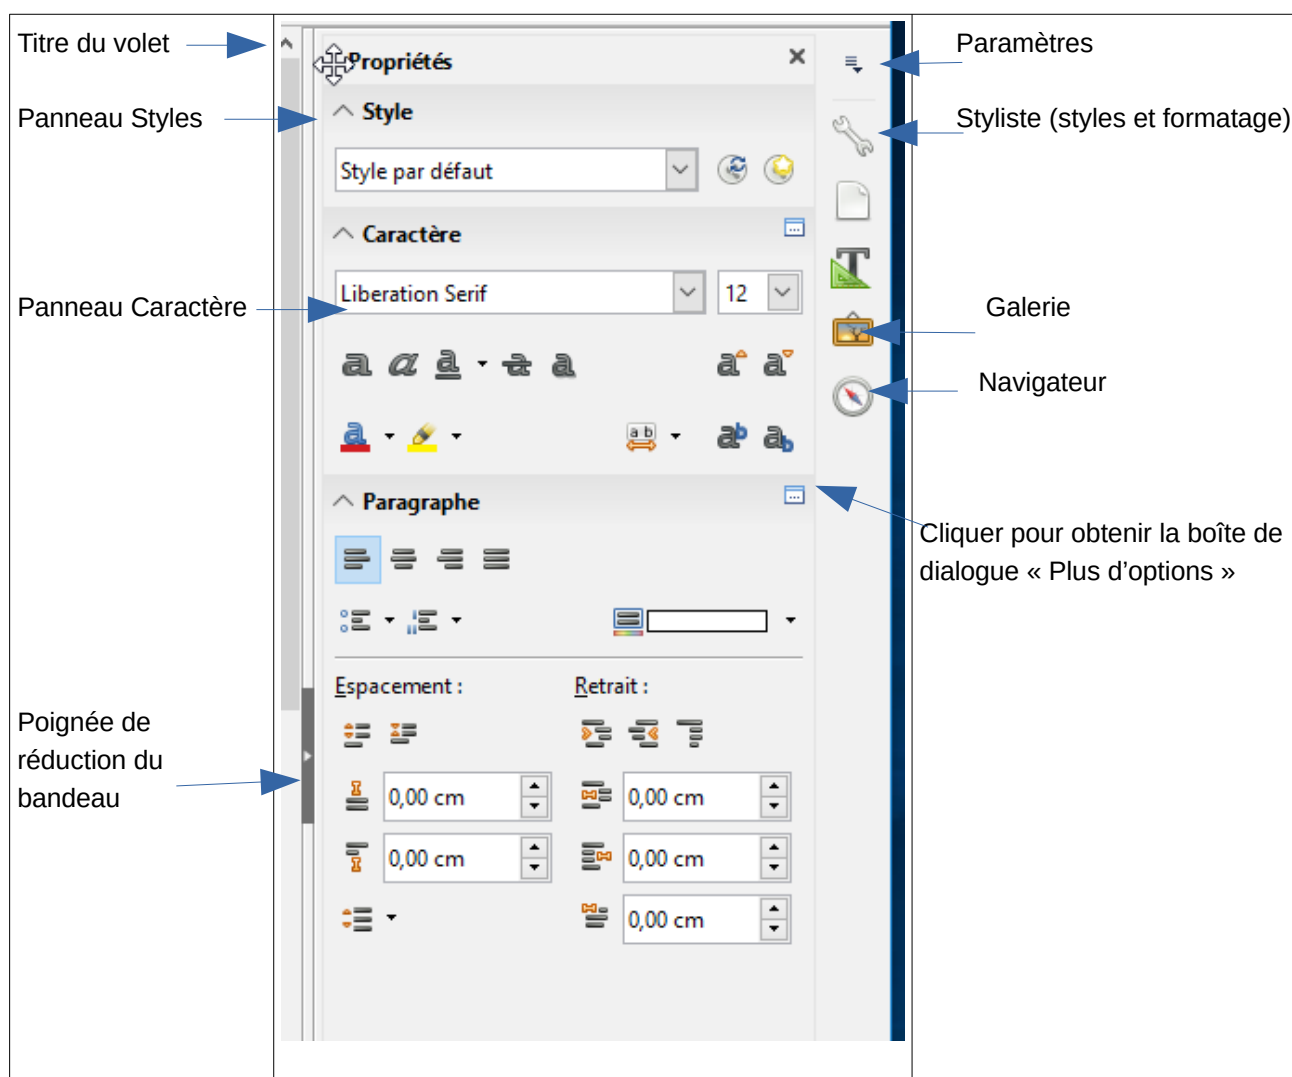 Titre du volet
Propriétés
Paramètres
Panneau Styles
Style
Styliste (styles et formatage)
Style par défaut
Caractère
Panneau Caractère
Liberation Serif
12
Galerie
Navigateur
Paragraphe
Cliquer pour obtenir la boîte de
dialogue « Plus d’options »
Espacement :
Retrait :
Poignée de
réduction du
bandeau
0,00 cm
0,00 cm
0,00 cm
0,00 cm
0,00 cm